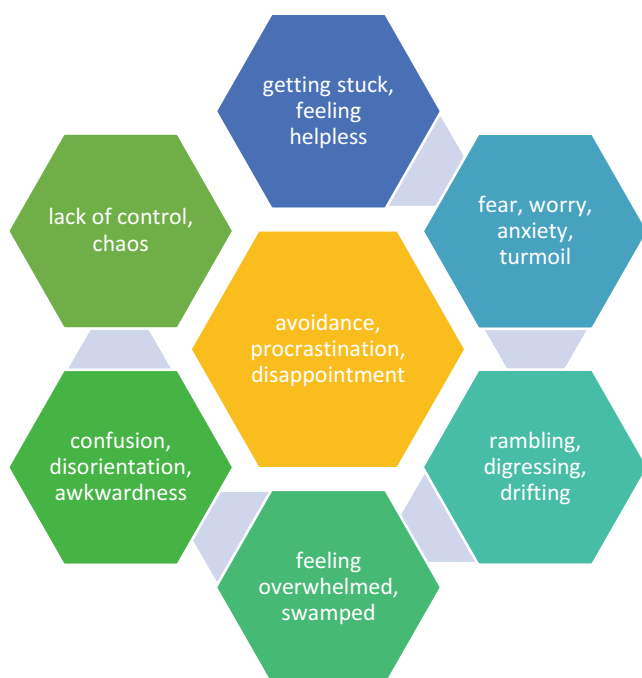 getting stuck,
feeling
helpless
fear, worry,
anxiety,
turmoil
rambling,
digressing,
drifting
feeling
overwhelmed,
swamped
confusion,
disorientation,
awkwardness
lack of control,
chaos
avoidance,
procrastination,
disappointment